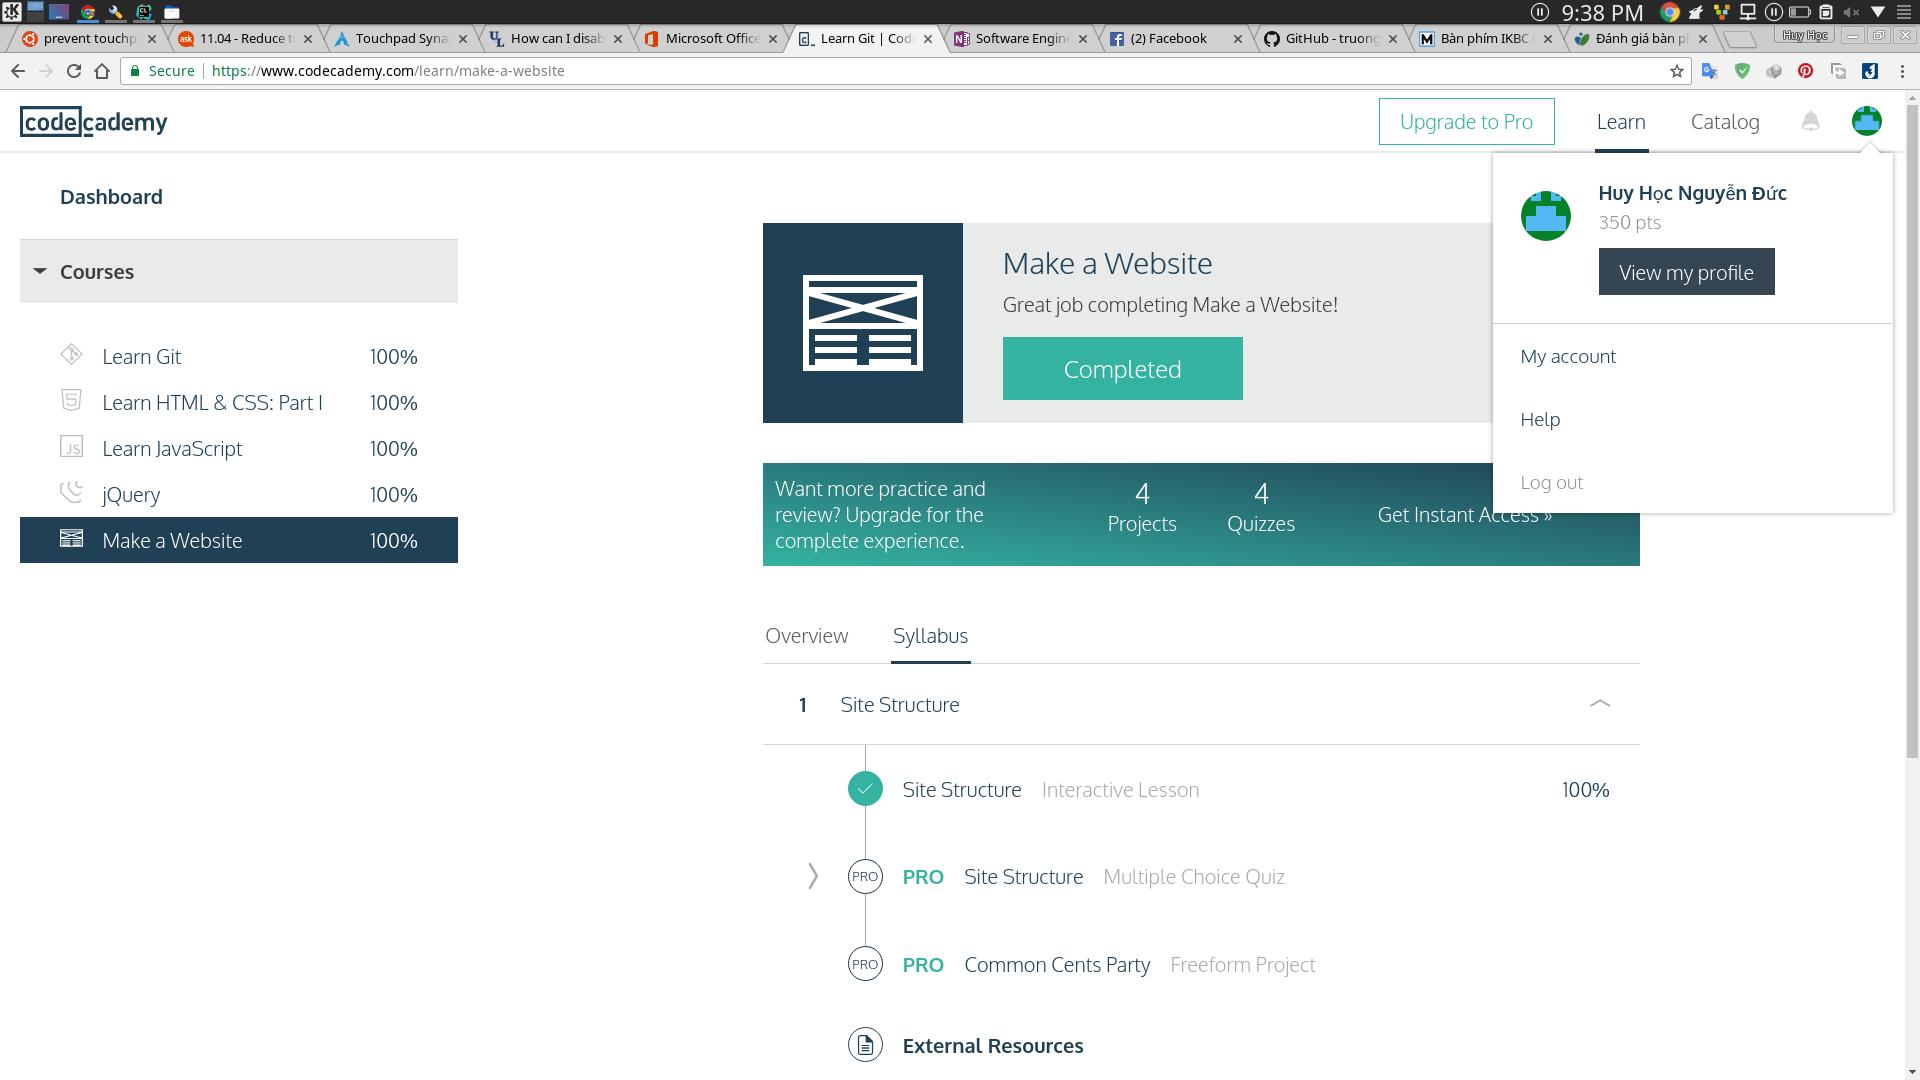 9:38 PM
prevent touchp
11.04 - Reduce t
Touchpad Syna
How can I disab
Microsoft Office
Learn Git | Cod
Software Engin
(2) Facebook
GitHub - truong
Bàn phím IKBC
Đánh giá bàn p
Huy Học
Secure
https://www.codecademy.com/learn/make-a-website
codecademy
Upgrade to Pro
Learn
Catalog
Dashboard
Courses
Learn Git 100%
Learn HTML & CSS: Part I 100%
Learn JavaScript 100%
jQuery 100%
Make a Website 100%
Make a Website
Great job completing Make a Website!
Completed
Huy Học Nguyễn Đức
350 pts
View my profile
My account
Help
Log out
Want more practice and
review? Upgrade for the
complete experience.
4
Projects
4
Quizzes
Get Instant Access »
Overview
Syllabus
1 Site Structure
Site Structure Interactive Lesson 100%
PRO PRO Site Structure Multiple Choice Quiz
PRO PRO Common Cents Party Freeform Project
External Resources